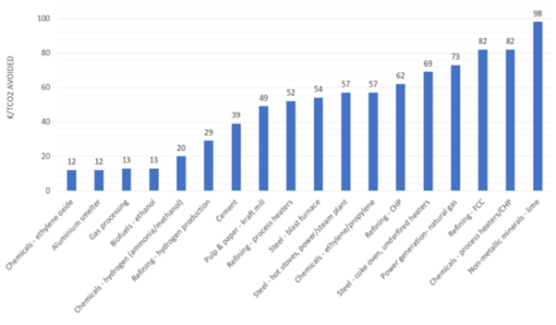 €/TCO2 AVOIDED
100
80
60
40
20
0
12
12
13
13
20
29
39
49
52
54
57
57
62
69
73
82
82
98
Chemicals - ethylene oxide
Aluminium smelter
Gas processing
Biofuels - ethanol
Chemicals - hydrogen (ammonia/methanol)
Refining - hydrogen production
Cement
Pulp & paper - kraft mill
Refining - process heaters
Steel - blast furnace
Steel - hot stoves, power/steam plant
Chemicals - ethylene/propylene
Refining - CHP
Steel - coke oven, underfired heaters
Power generation- natural gas
Refining - FCC
Chemicals - process heaters/CHP
Non-metallic minerals - lime